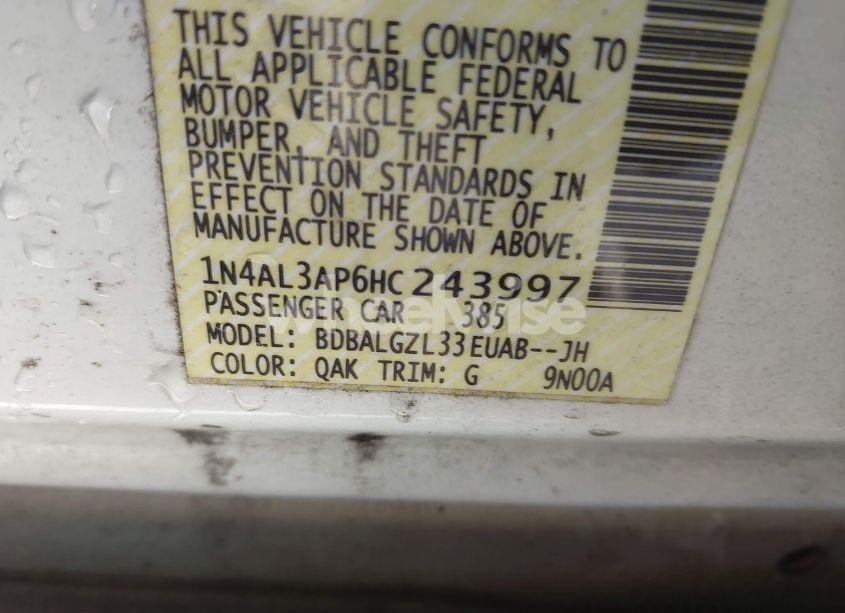 THIS VEHICLE CONFORMS TO
ALL APPLICABLE FEDERAL
MOTOR VEHICLE SAFETY,
BUMPER, AND THEFT
PREVENTION STANDARDS IN
EFFECT ON THE DATE OF
MANUFACTURE SHOWN ABOVE.
1N4AL3AP6HC243997
PASSENGER CAR 385
MODEL: BDBALGZL33EUAB--JH
COLOR: QAK TRIM: G 9N00A